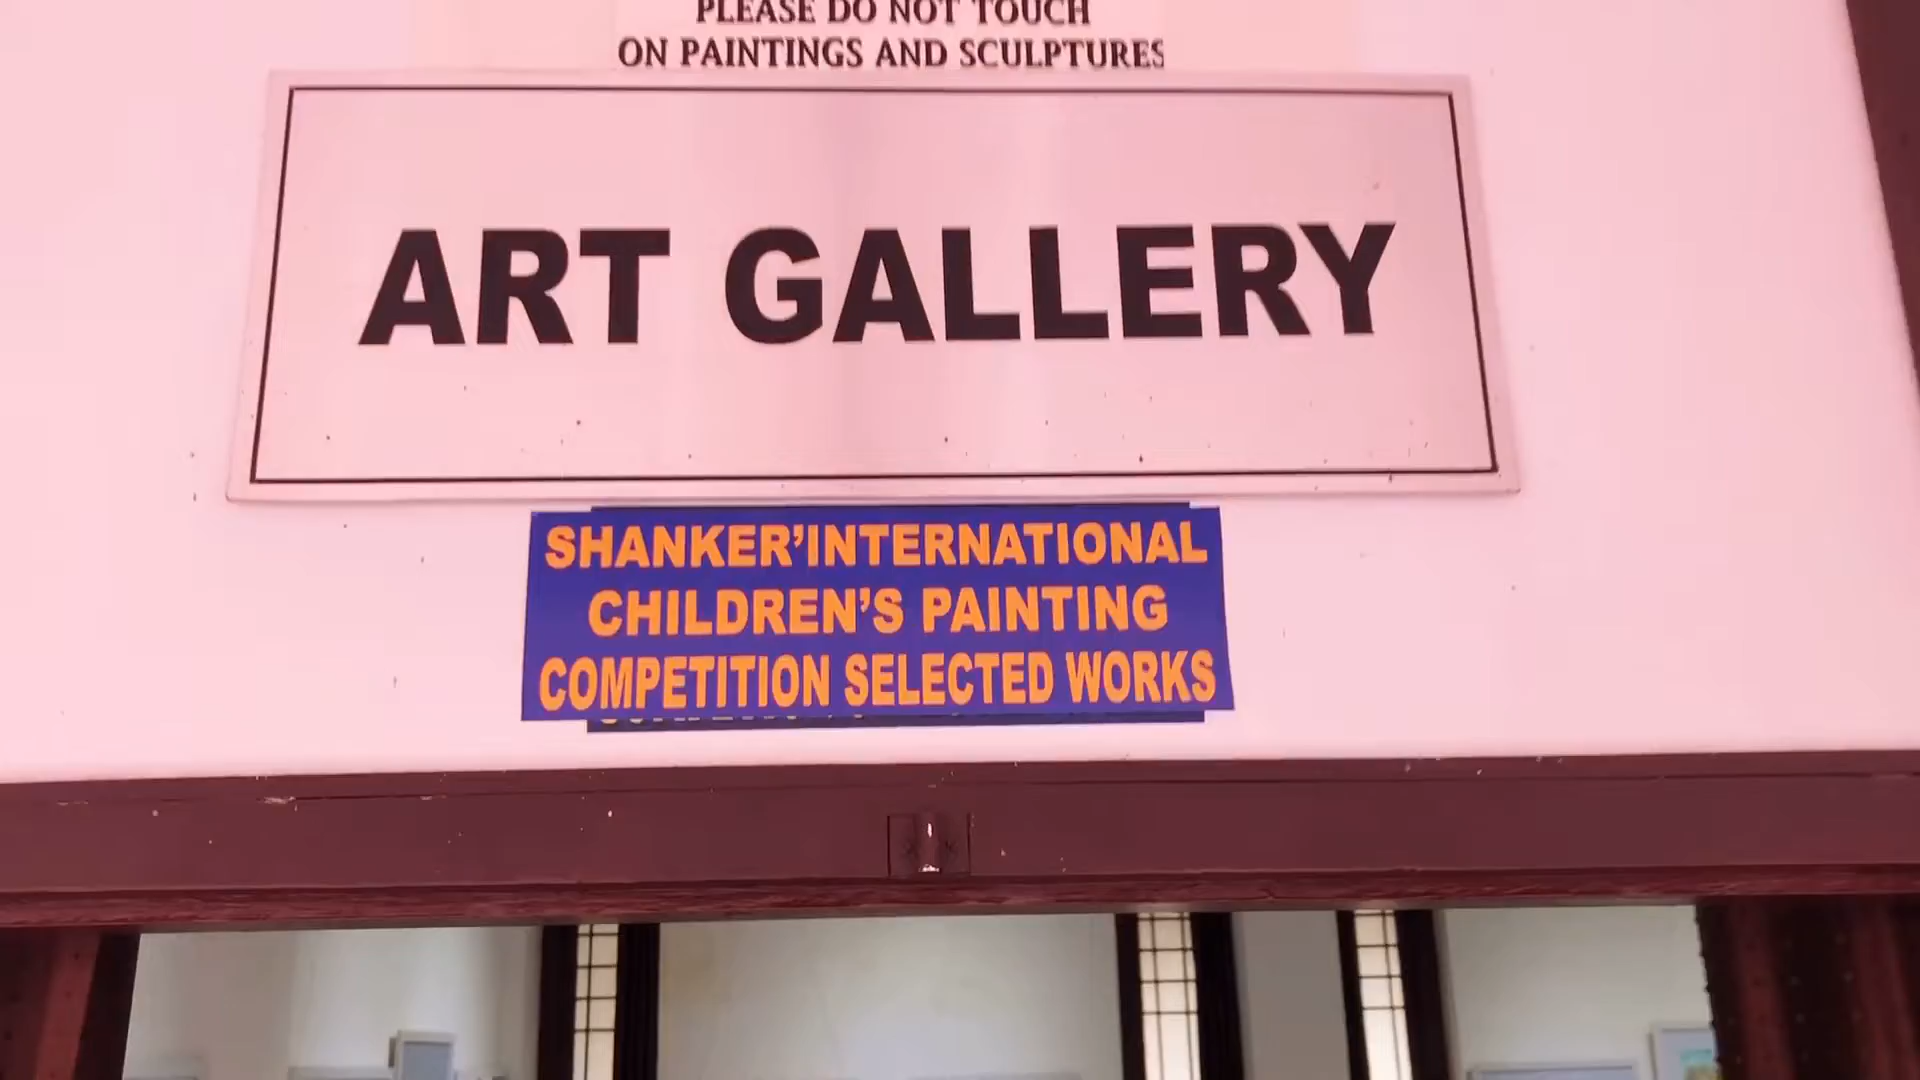 PLEASE DO NOT TOUCH
ON PAINTINGS AND SCULPTURES
ART GALLERY
SHANKER'INTERNATIONAL
CHILDREN'S PAINTING
COMPETITION SELECTED WORKS